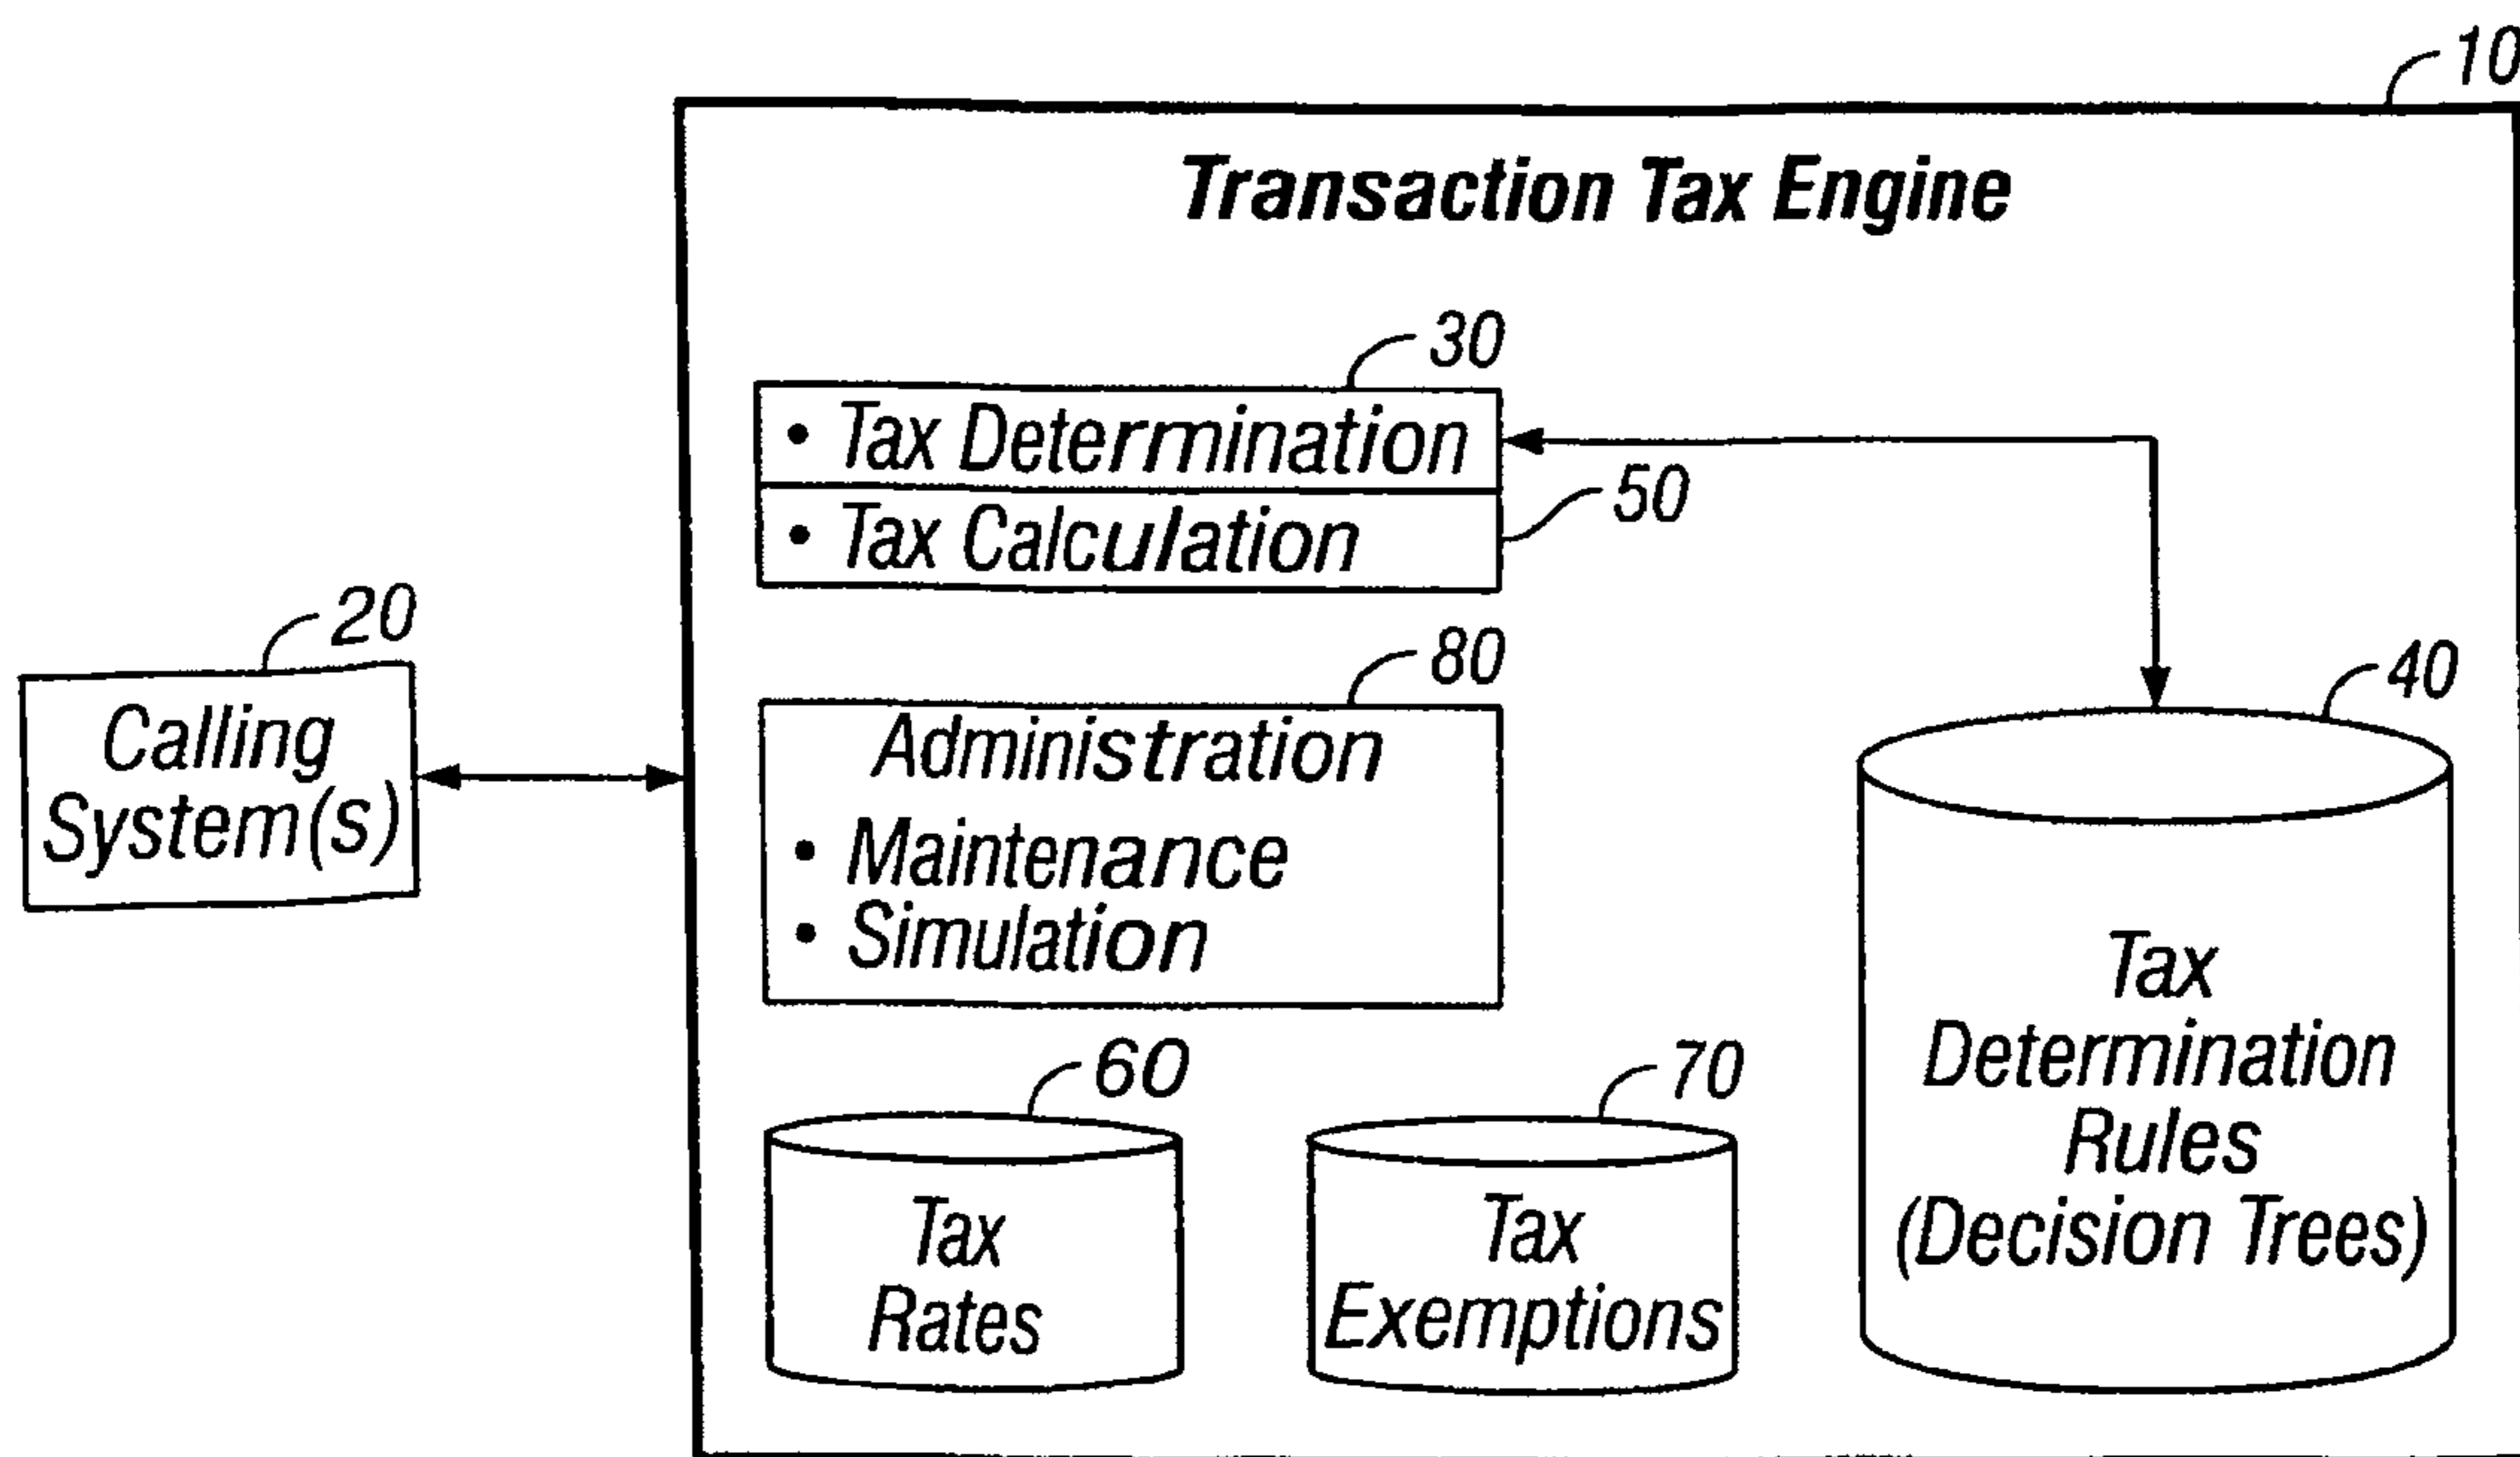 10
Transaction Tax Engine
30
• Tax Determination
50
• Tax Calculation
20
Calling
System(s)
80
Administration
• Maintenance
• Simulation
40
Tax
Determination
Rules
(Decision Trees)
60
Tax
Rates
70
Tax
Exemptions